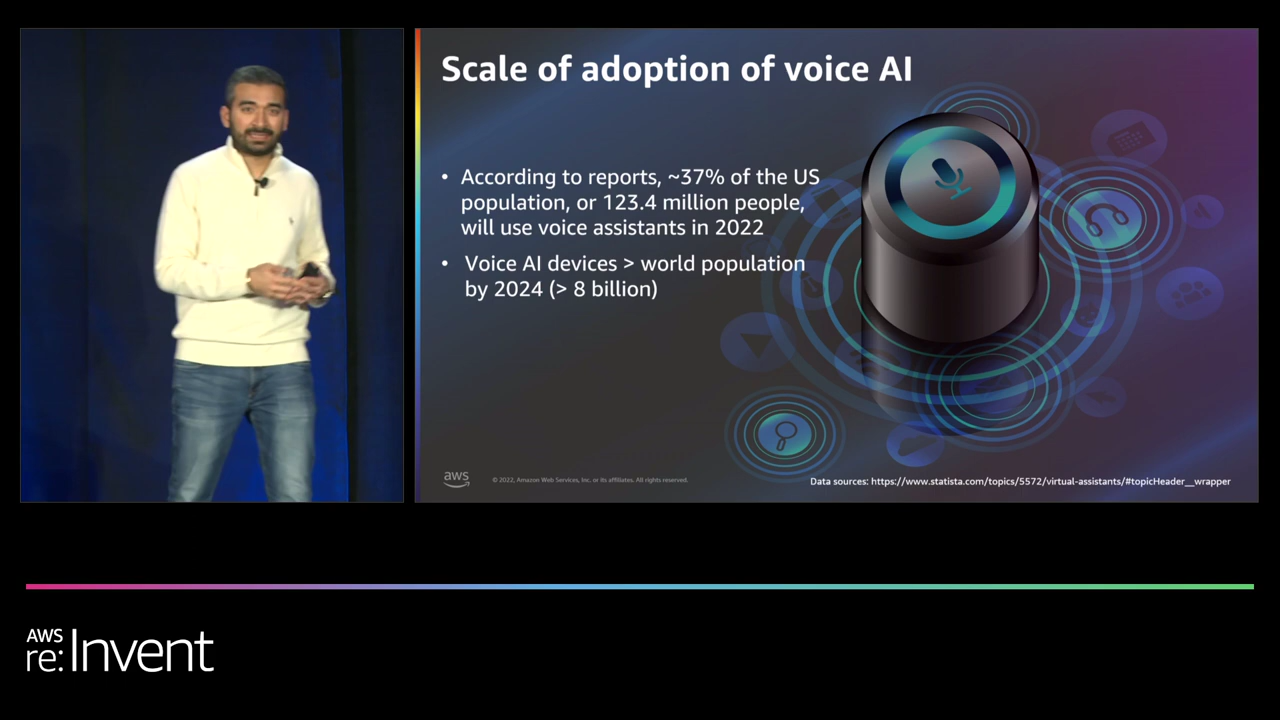 Scale of adoption of voice AI
• According to reports, ~37% of the US
population, or 123.4 million people,
will use voice assistants in 2022
• Voice AI devices > world population
by 2024 (> 8 billion)
aws
© 2022, Amazon Web Services, Inc. or its affiliates. All rights reserved.
Data sources: https://www.statista.com/topics/5572/virtual-assistants/#topicHeader__wrapper
AWS
re:Invent